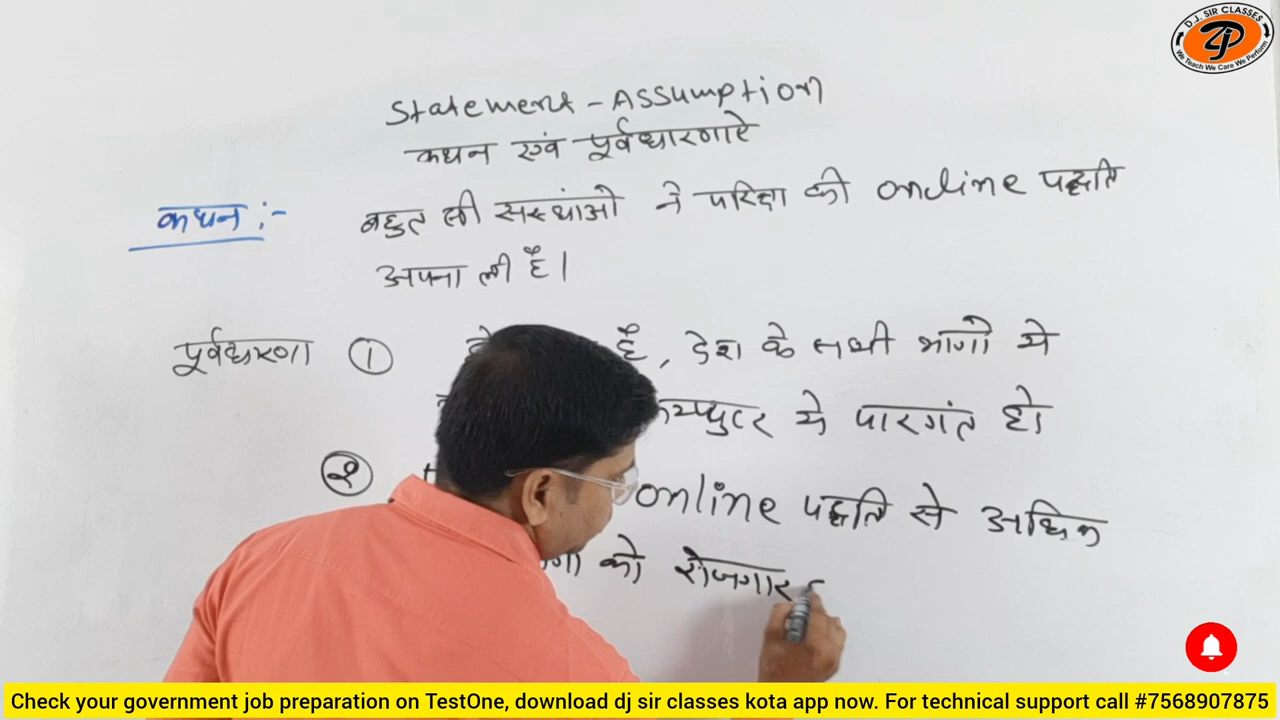 D.J. SIR CLASSES
We Teach We Care We Perform
Statement - Assumption
कथन एवं पूर्वधारणाऐ
कथन :- बहुत सी संस्थाओं ने परिक्षा की online पद्धति
अपना ली है।
पूर्वधारणा ① है, देश के सभी भागों मे
कम्प्युटर मे पारगंत हो
② online पद्धति से अधिक
को रोजगार
Check your government job preparation on TestOne, download dj sir classes kota app now. For technical support call #7568907875